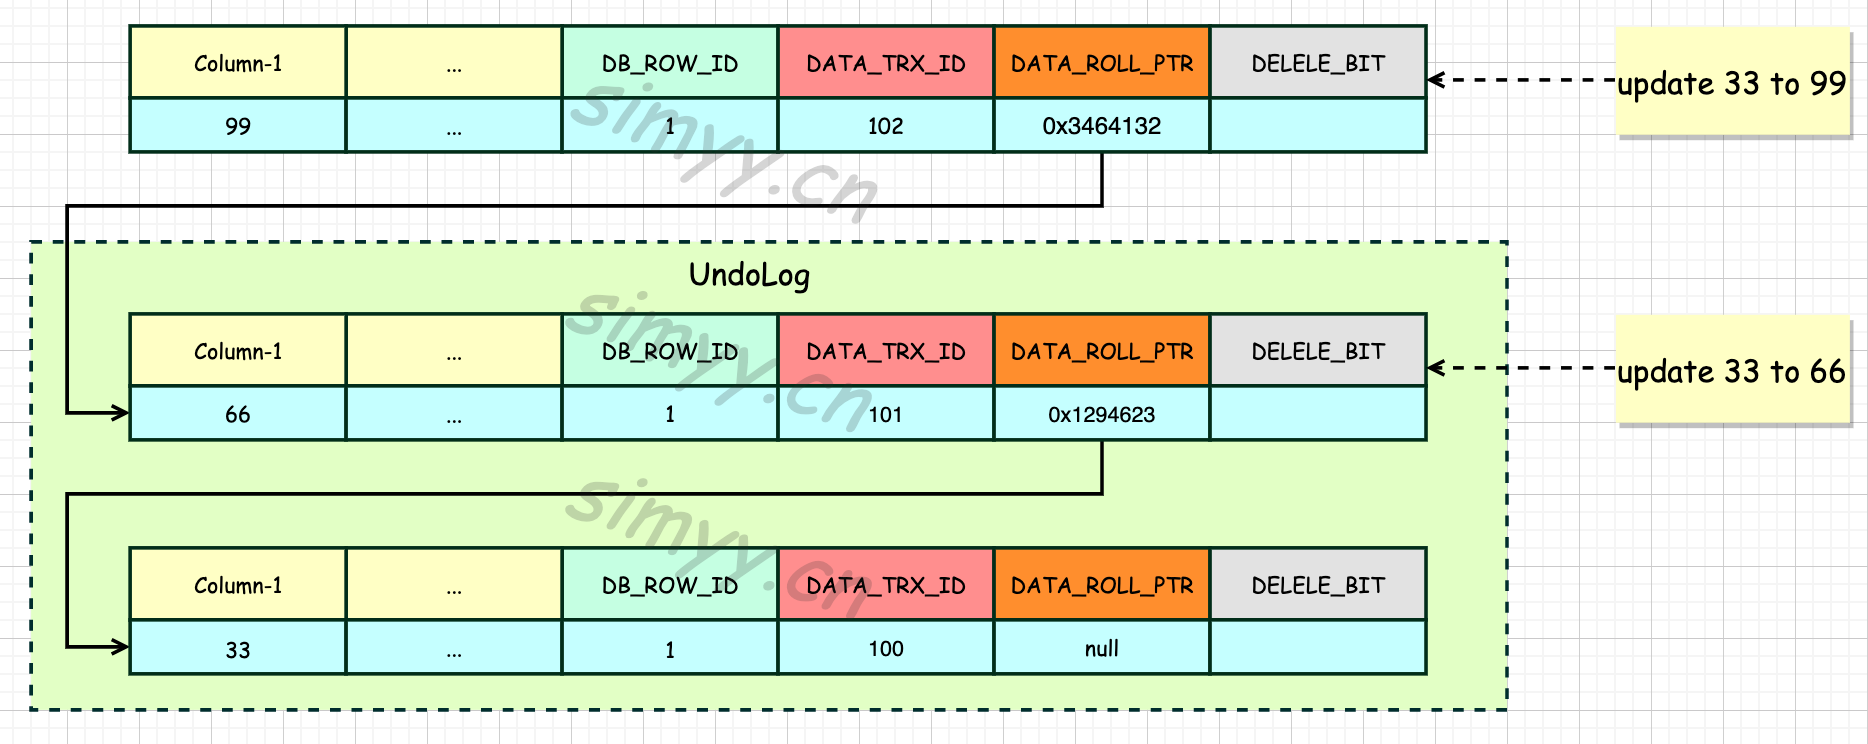 Column-1 ... DB_ROW_ID DATA_TRX_ID DATA_ROLL_PTR DELELE_BIT
update 33 to 99
99 ... 1 102 0x3464132
simyy.cn
UndoLog
simyy.cn
Column-1 ... DB_ROW_ID DATA_TRX_ID DATA_ROLL_PTR DELELE_BIT
update 33 to 66
66 ... 1 101 0x1294623
simyy.cn
Column-1 ... DB_ROW_ID DATA_TRX_ID DATA_ROLL_PTR DELELE_BIT
33 ... 1 100 null